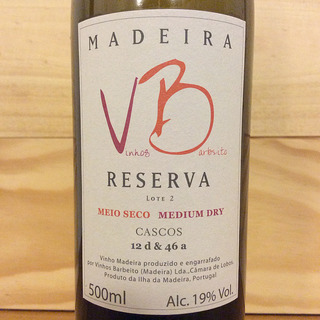 MADEIRA
VB
Vinhos Barbeito
RESERVA
LOTE 2
MEIO SECO MEDIUM DRY
CASCOS
12 d & 46 a
Vinho Madeira produzido e engarrafado
por Vinhos Barbeito (Madeira) Lda., Câmara de Lobos,
Produto da Ilha da Madeira, Portugal
500ml Alc. 19% Vol.